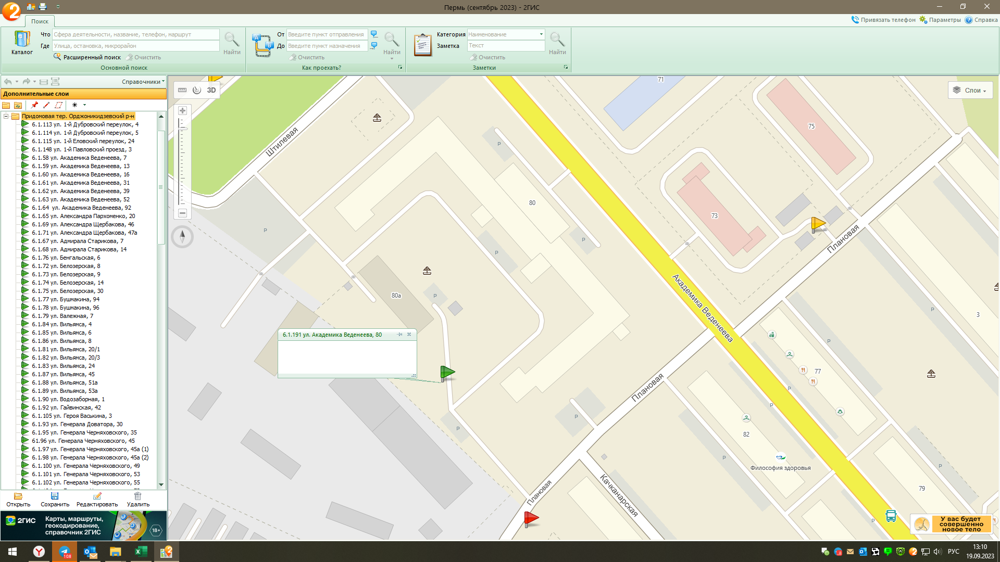 Пермь (сентябрь 2023) - 2ГИС
Поиск
Привязать телефон
Параметры
Справка
Каталог
Что
Сфера деятельности, название, телефон, маршрут
Где
Улица, остановка, микрорайон
Расширенный поиск
Очистить
Найти
Основной поиск
От
Введите пункт отправления
До
Введите пункт назначения
Очистить
Найти
Как проехать?
Категория
Наименование
Заметка
Текст
Очистить
Найти
Заметки
Справочники
Дополнительные слои
Придомовая тер. Орджоникидзевский р-н
6.1.113 ул. 1-й Дубровский переулок, 4
6.1.114 ул. 1-й Дубровский переулок, 5
6.1.115 ул. 1-й Еловский переулок, 24
6.1.148 ул. 1-й Павловский проезд, 3
6.1.58 ул. Академика Веденеева, 7
6.1.59 ул. Академика Веденеева, 13
6.1.60 ул. Академика Веденеева, 16
6.1.61 ул. Академика Веденеева, 31
6.1.62 ул. Академика Веденеева, 39
6.1.63 ул. Академика Веденеева, 52
6.1.64  ул. Академика Веденеева, 92
6.1.65 ул. Александра Пархоменко, 20
6.1.69 ул. Александра Щербакова, 46
6.1.71 ул. Александра Щербакова, 47а
6.1.67 ул. Адмирала Старикова, 7
6.1.68 ул. Адмирала Старикова, 14
6.1.76 ул. Бенгальская, 6
6.1.72 ул. Белозерская, 8
6.1.73 ул. Белозерская, 9
6.1.74 ул. Белозерская, 14
6.1.75 ул. Белозерская, 30
6.1.77 ул. Бушмакина, 94
6.1.78 ул. Бушмакина, 96
6.1.79 ул. Валежная, 7
6.1.84 ул. Вильямса, 4
6.1.85 ул. Вильямса, 6
6.1.86 ул. Вильямса, 8
6.1.81 ул. Вильямса, 20/1
6.1.82 ул. Вильямса, 20/3
6.1.83 ул. Вильямса, 24
6.1.87 ул. Вильямса, 45
6.1.88 ул. Вильямса, 51а
6.1.89 ул. Вильямса, 53а
6.1.90 ул. Водозаборная, 1
6.1.92 ул. Гайвинская, 42
6.1.105 ул. Героя Васькина, 3
6.1.93 ул. Генерала Доватора, 30
6.1.95 ул. Генерала Черняховского, 35
61.96 ул. Генерала Черняховского, 45
6.1.97 ул. Генерала Черняховского, 45а (1)
6.1.98 ул. Генерала Черняховского, 45а (2)
6.1.100 ул. Генерала Черняховского, 49
6.1.101 ул. Генерала Черняховского, 53
6.1.102 ул. Генерала Черняховского, 55
Открыть
Сохранить
Редактировать
Удалить
2ГИС
Карты, маршруты,
геокодирование,
справочник 2ГИС
18+
3D
Слои
Штилевая
71
75
P
80
73
P
P
P
Плановая
80а
P
Академика Веденеева
P
3
6.1.191 ул. Академика Веденеева, 80
P
77
P
Плановая
P
P
P
82
P
P
Философия здоровья
Качканарская
Плановая
79
P
У вас будет
совершенно
новое тело
108
РУС
13:10
19.09.2023